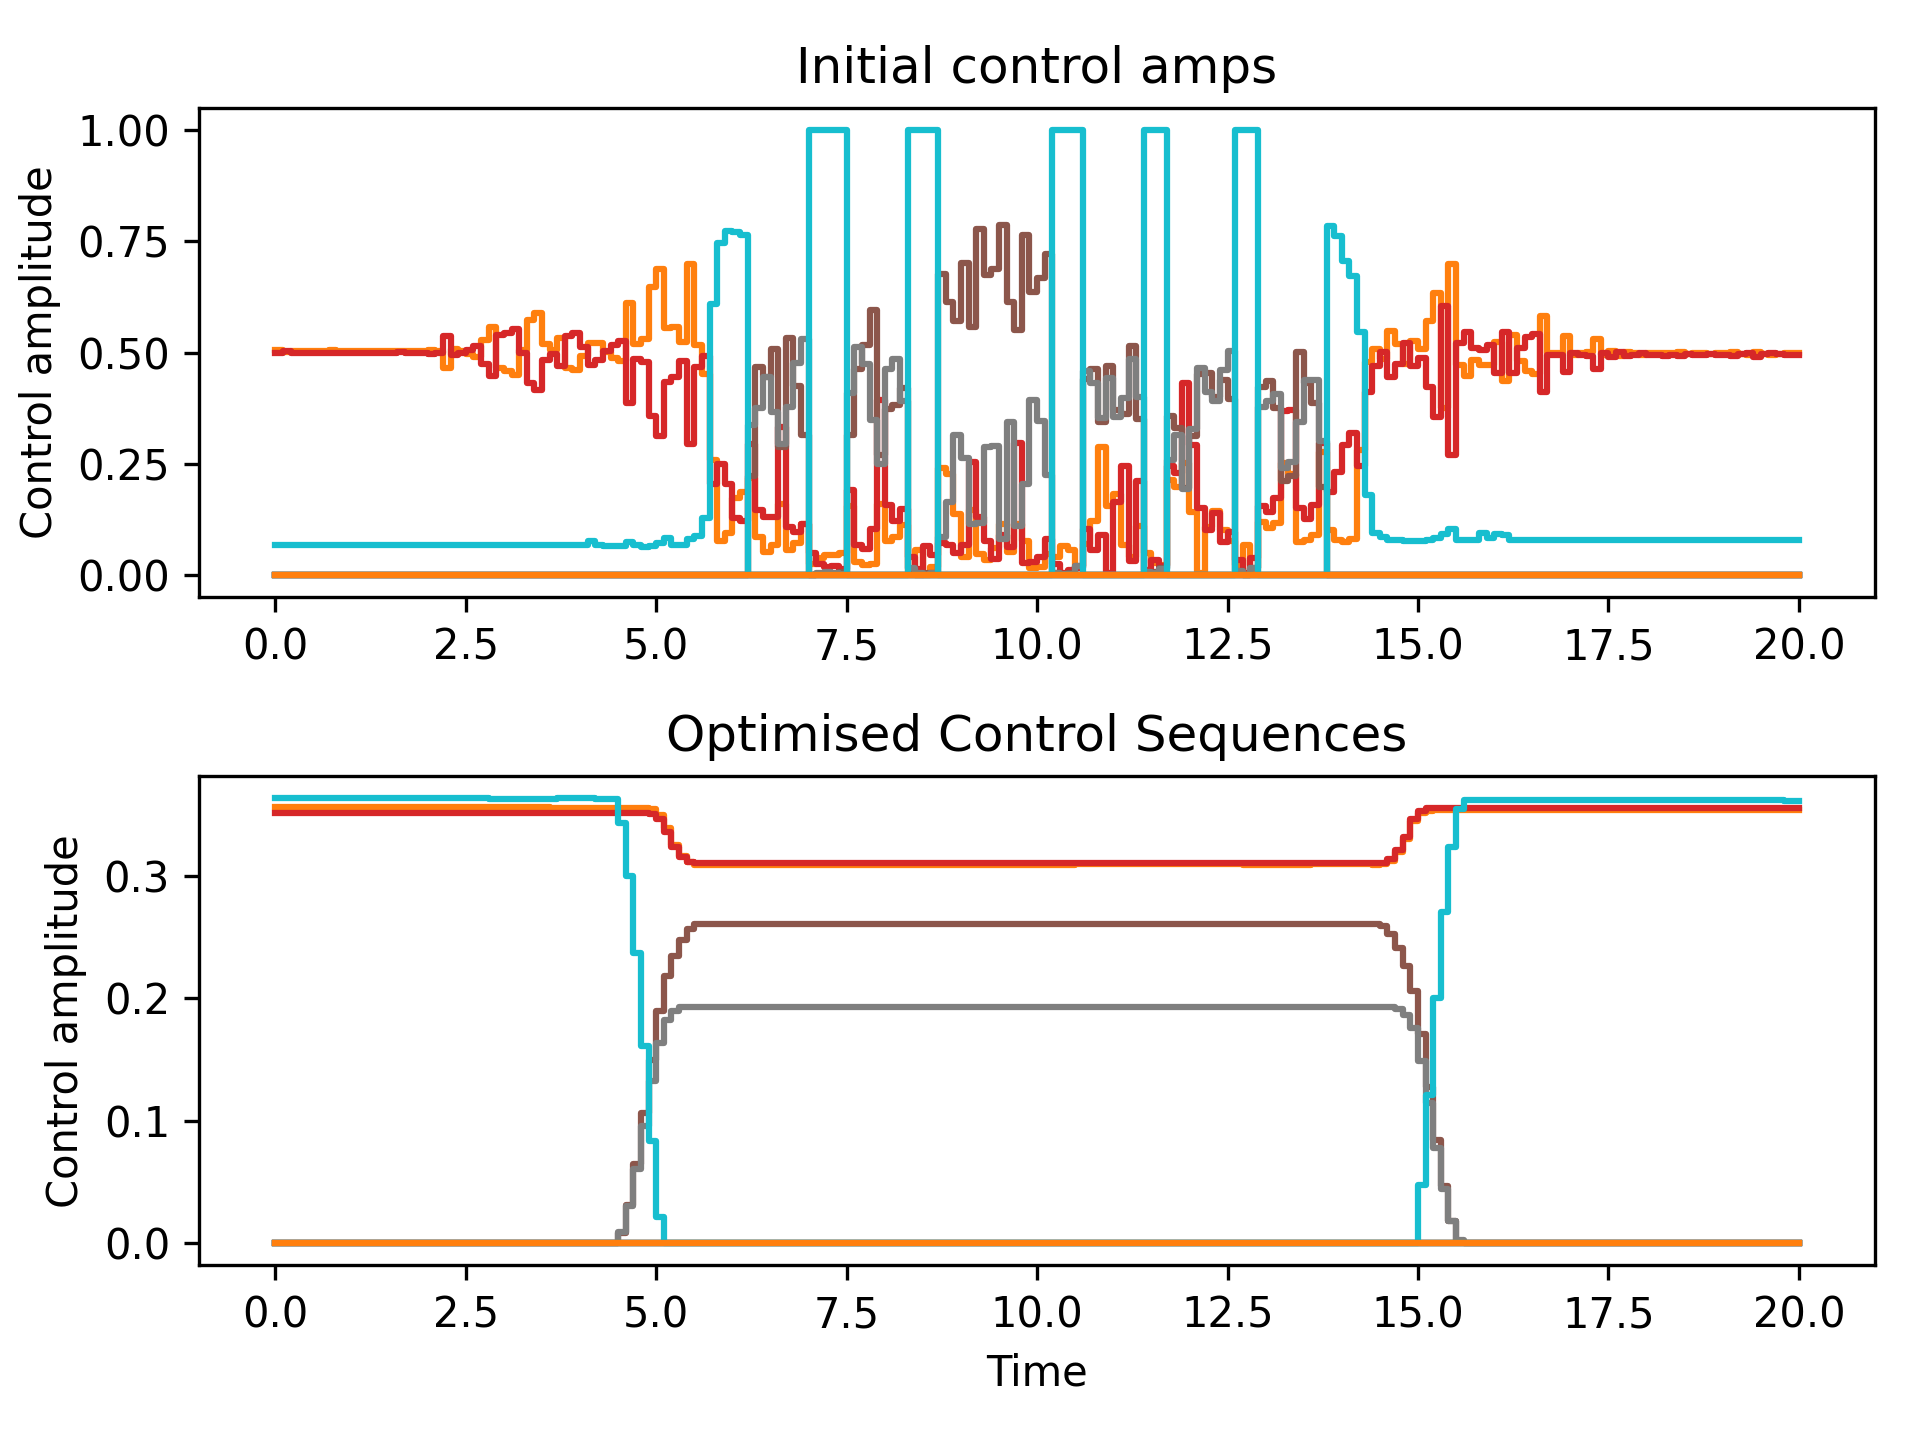 Initial control amps
Control amplitude
1.00
0.75
0.50
0.25
0.00
0.0 2.5 5.0 7.5 10.0 12.5 15.0 17.5 20.0
Optimised Control Sequences
Control amplitude
0.3
0.2
0.1
0.0
0.0 2.5 5.0 7.5 10.0 12.5 15.0 17.5 20.0
Time